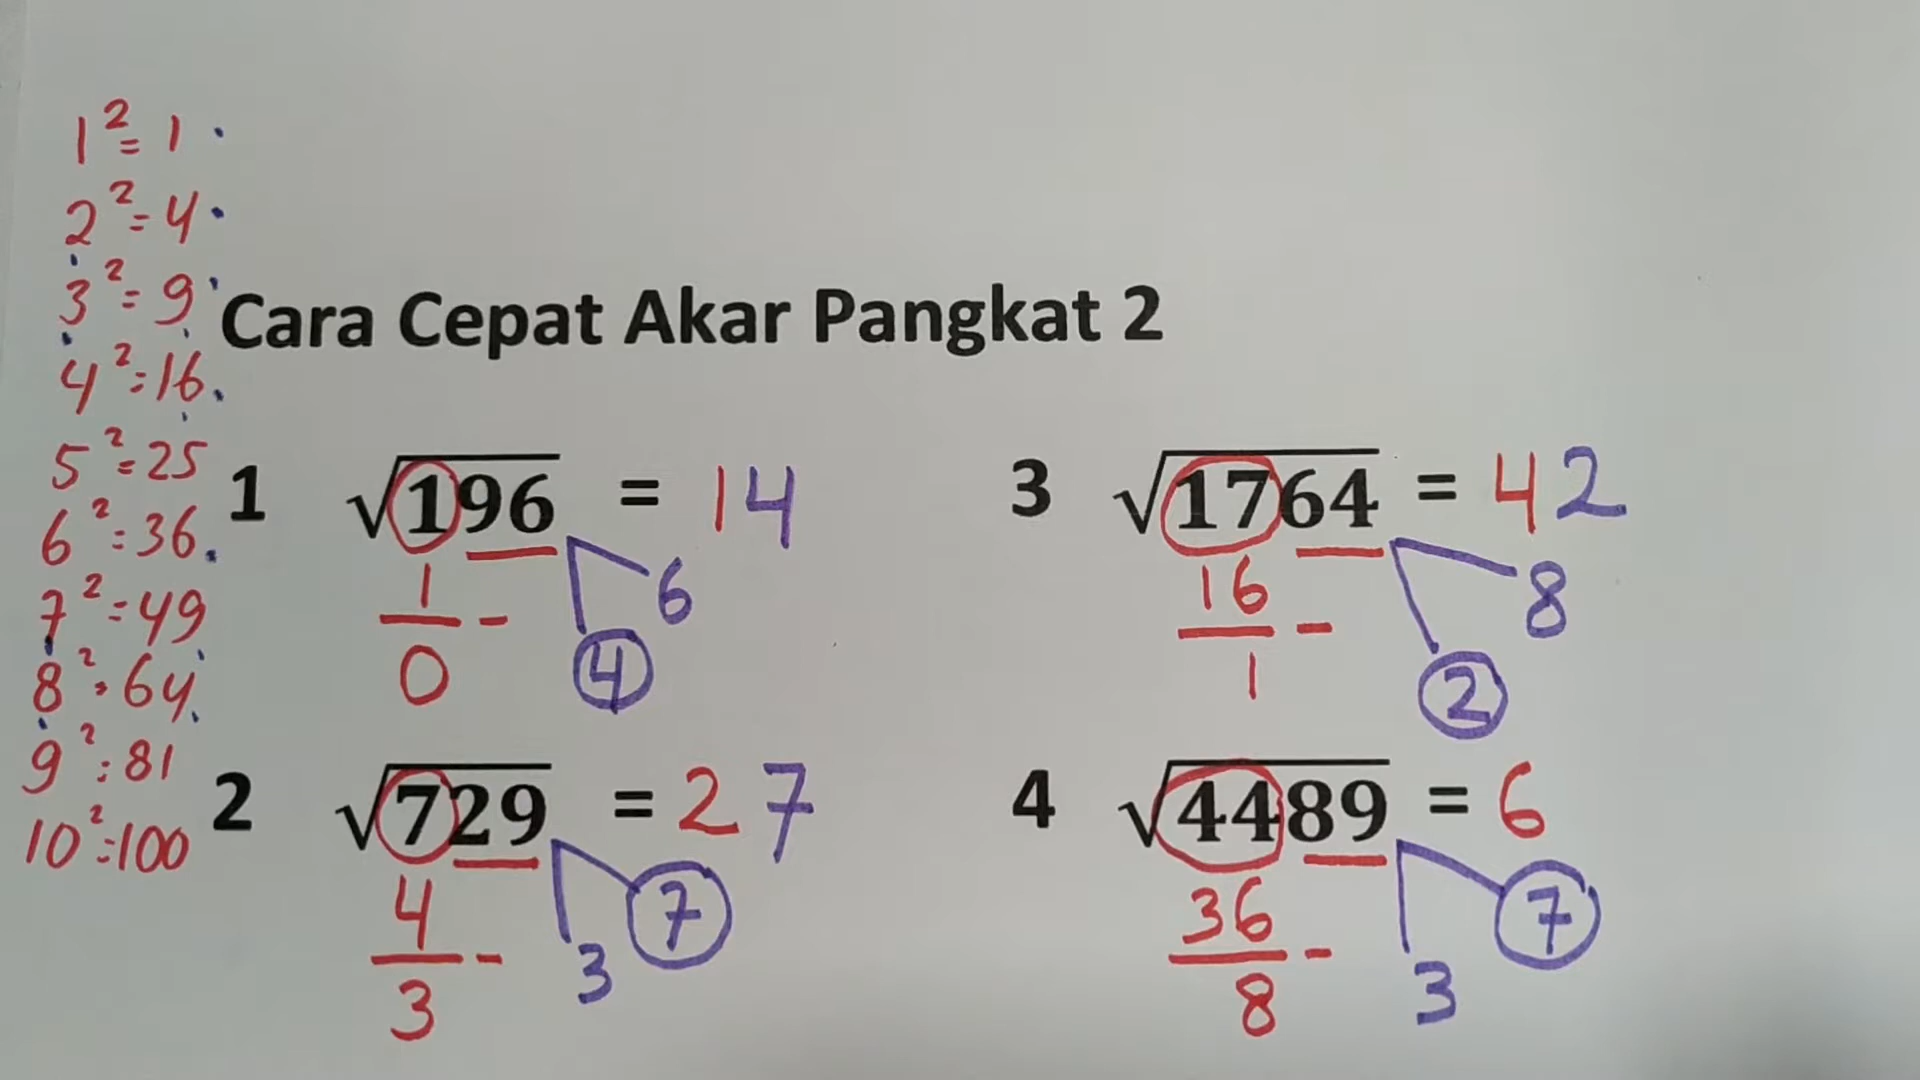 1² = 1
2² = 4
3² = 9
4² = 16
5² = 25
6² = 36
7² = 49
8² = 64
9² = 81
10² = 100
Cara Cepat Akar Pangkat 2
1 √196 = 14
1 -
0
6
4
2 √729 = 27
4 -
3
7
3
3 √1764 = 42
16 -
1
8
2
4 √4489 = 6
36 -
8
7
3